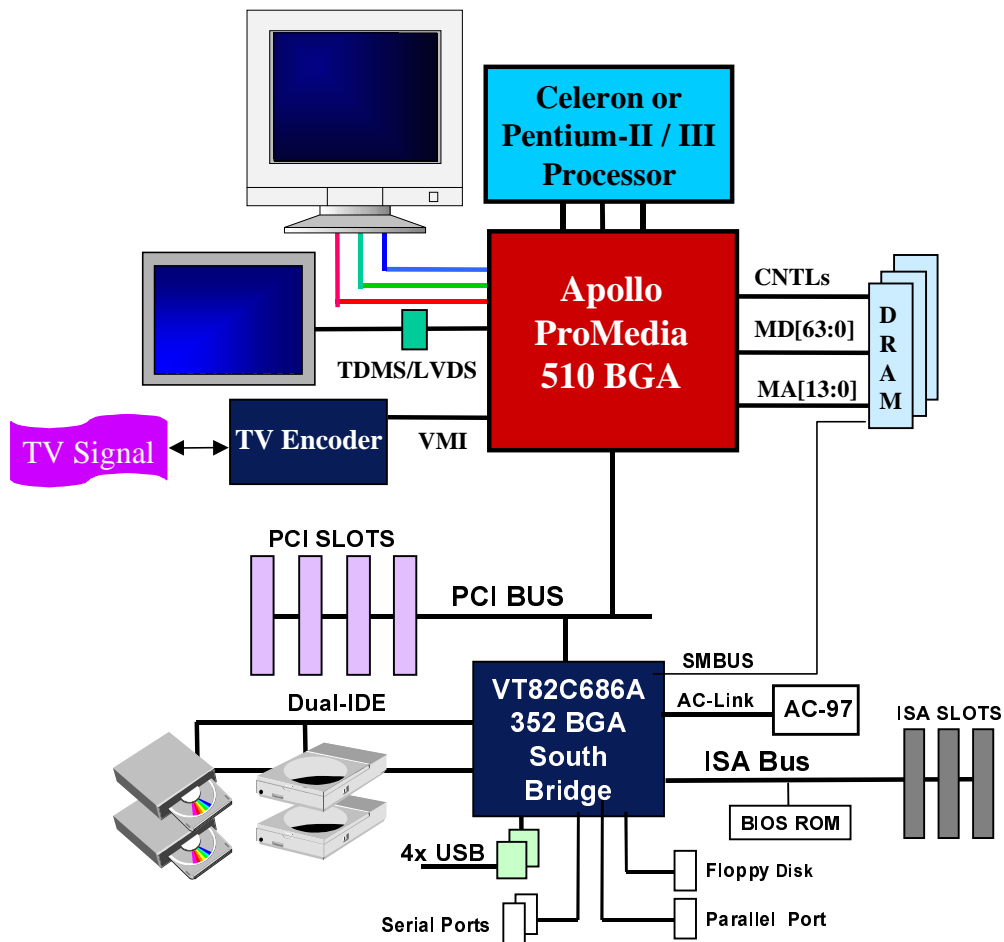 Celeron or
Pentium-II / III
Processor
Apollo
ProMedia
510 BGA
CNTLs
MD[63:0]
MA[13:0]
D
R
A
M
TDMS/LVDS
TV Signal
TV Encoder
VMI
PCI SLOTS
PCI BUS
SMBUS
VT82C686A
352 BGA
South
Bridge
Dual-IDE
AC-Link
AC-97
ISA SLOTS
ISA Bus
BIOS ROM
4x USB
Floppy Disk
Serial Ports
Parallel Port